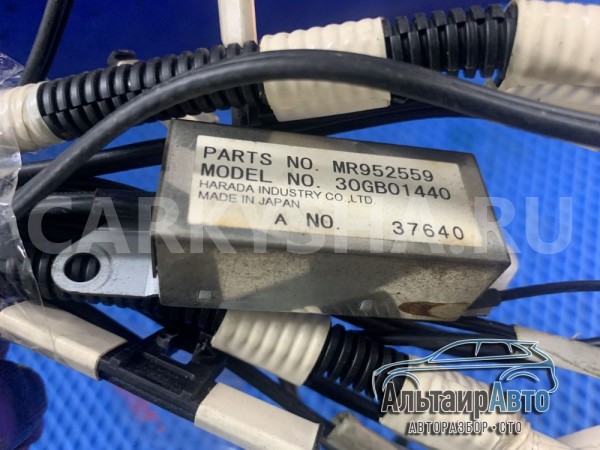 PARTS NO. MR952559
MODEL NO. 30GB01440
HARADA INDUSTRY CO.,LTD
MADE IN JAPAN
A NO. 37640
CARKYSHA.RU
АльтаирАвто
АВТОРАЗБОР·СТО